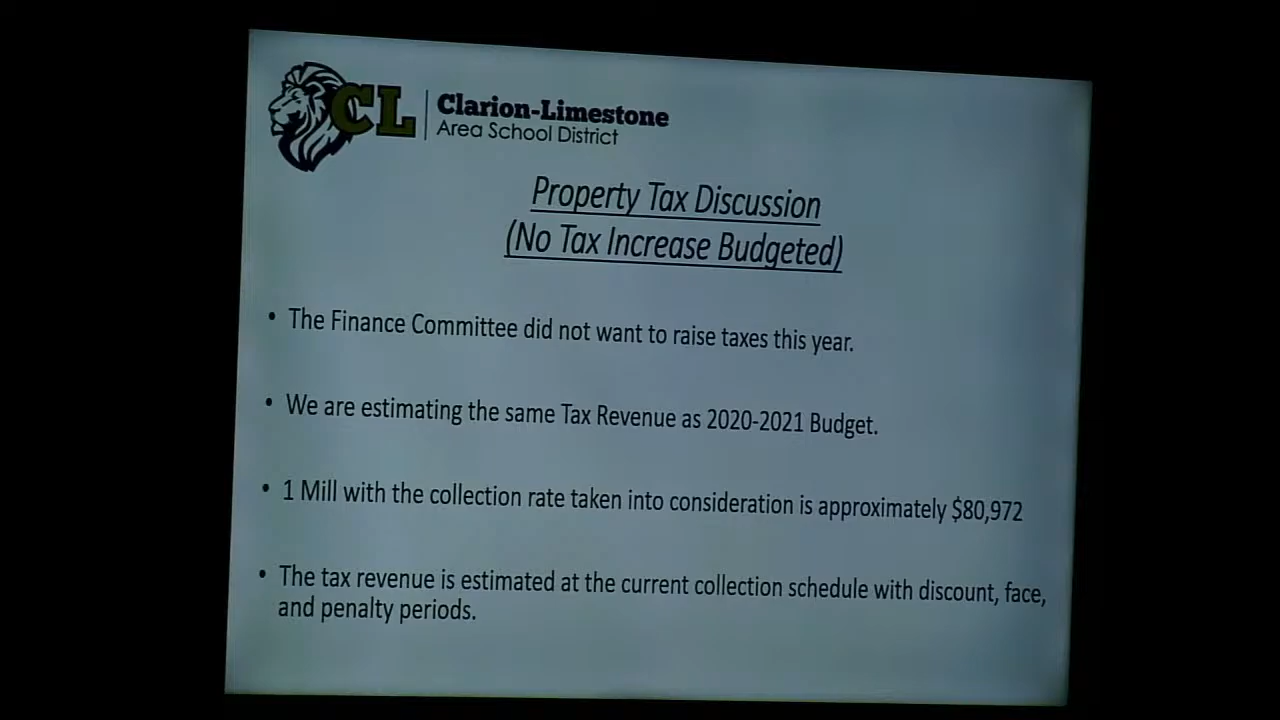 CL
Clarion-Limestone
Area School District
Property Tax Discussion
(No Tax Increase Budgeted)
• The Finance Committee did not want to raise taxes this year.
• We are estimating the same Tax Revenue as 2020-2021 Budget.
• 1 Mill with the collection rate taken into consideration is approximately $80,972
• The tax revenue is estimated at the current collection schedule with discount, face,
and penalty periods.